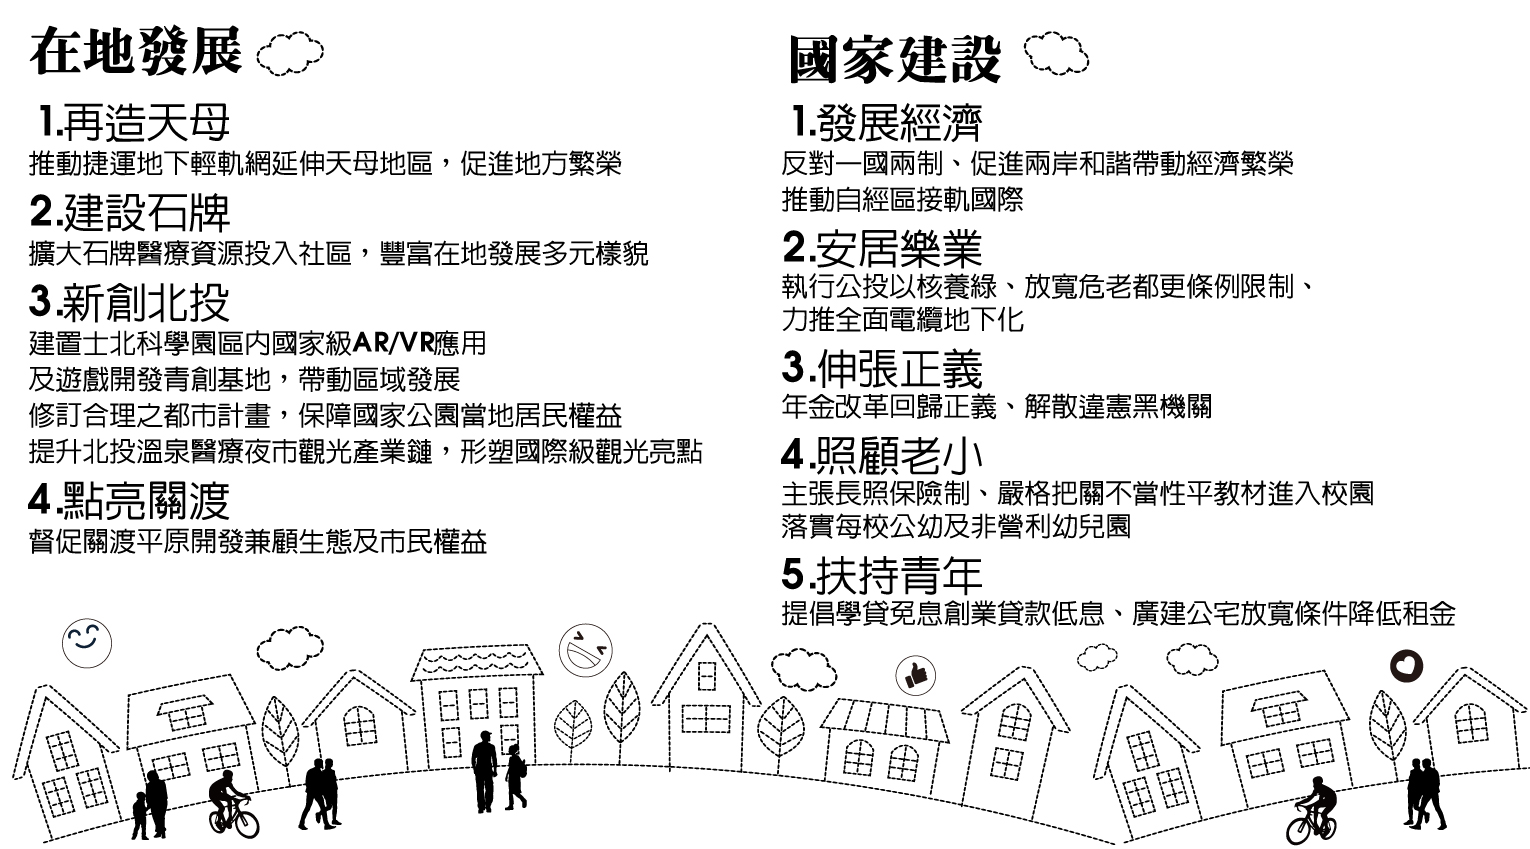 在地發展
1.再造天母
推動捷運地下輕軌網延伸天母地區，促進地方繁榮
2.建設石牌
擴大石牌醫療資源投入社區，豐富在地發展多元樣貌
3.新創北投
建置士北科學園區內國家級AR/VR應用
及遊戲開發青創基地，帶動區域發展
修訂合理之都市計畫，保障國家公園當地居民權益
提升北投溫泉醫療夜市觀光產業鏈，形塑國際級觀光亮點
4.點亮關渡
督促關渡平原開發兼顧生態及市民權益
國家建設
1.發展經濟
反對一國兩制、促進兩岸和諧帶動經濟繁榮
推動自經區接軌國際
2.安居樂業
執行公投以核養綠、放寬危老都更條例限制、
力推全面電纜地下化
3.伸張正義
年金改革回歸正義、解散違憲黑機關
4.照顧老小
主張長照保險制、嚴格把關不當性平教材進入校園
落實每校公幼及非營利幼兒園
5.扶持青年
提倡學貸免息創業貸款低息、廣建公宅放寬條件降低租金